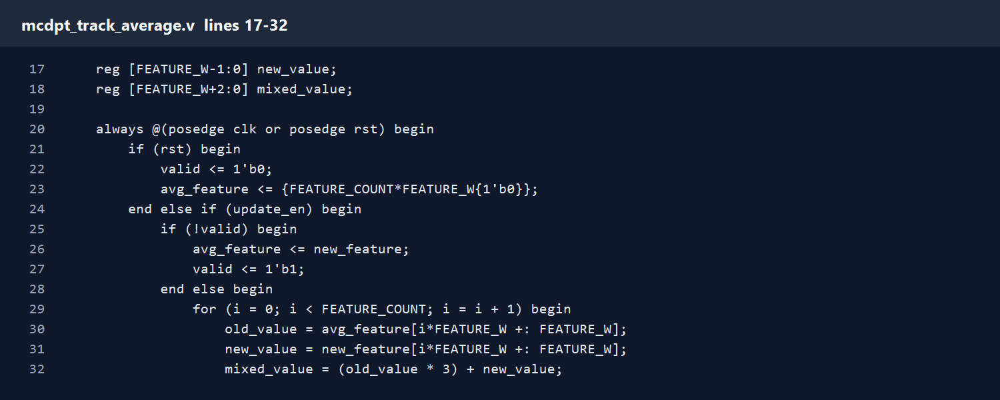 mcdpt_track_average.v lines 17-32
17 reg [FEATURE_W-1:0] new_value;
18 reg [FEATURE_W+2:0] mixed_value;
19
20 always @(posedge clk or posedge rst) begin
21 if (rst) begin
22 valid <= 1'b0;
23 avg_feature <= {FEATURE_COUNT*FEATURE_W{1'b0}};
24 end else if (update_en) begin
25 if (!valid) begin
26 avg_feature <= new_feature;
27 valid <= 1'b1;
28 end else begin
29 for (i = 0; i < FEATURE_COUNT; i = i + 1) begin
30 old_value = avg_feature[i*FEATURE_W +: FEATURE_W];
31 new_value = new_feature[i*FEATURE_W +: FEATURE_W];
32 mixed_value = (old_value * 3) + new_value;